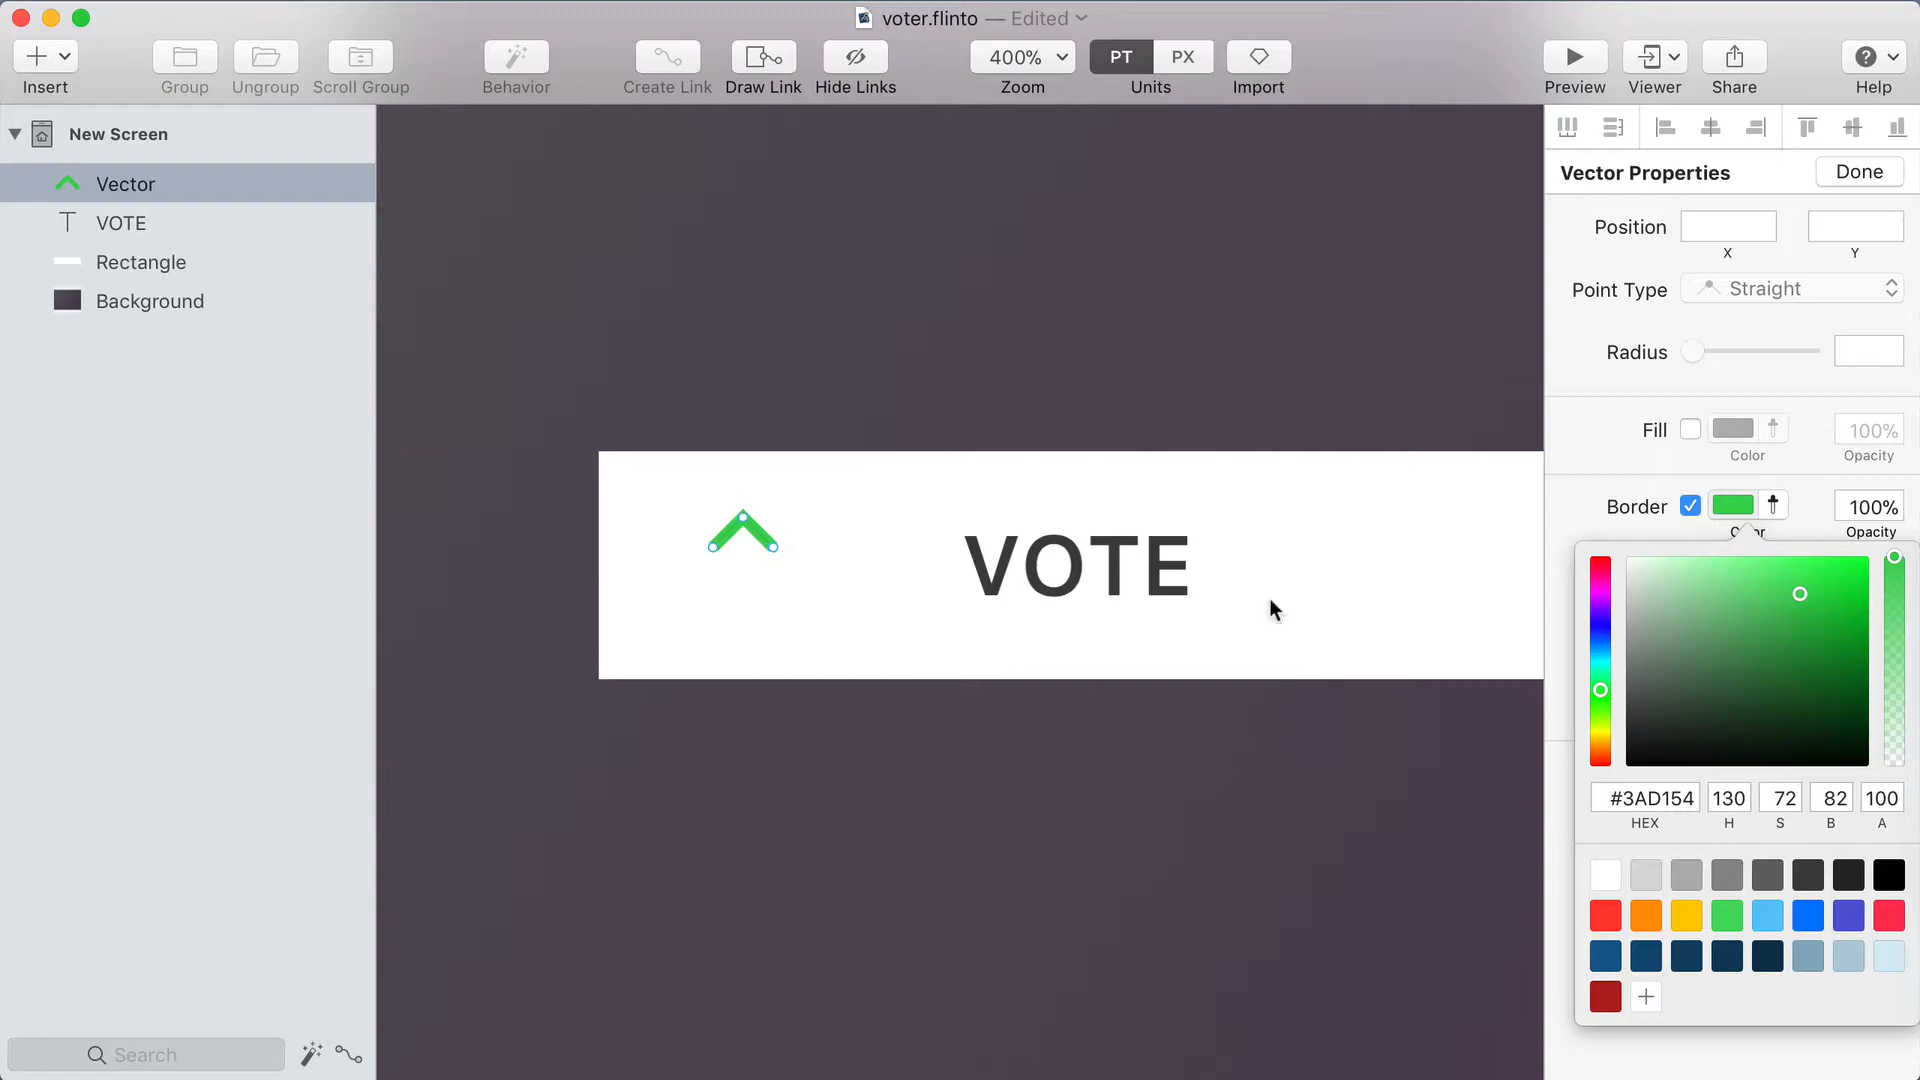 voter.flinto — Edited
Insert
Group
Ungroup
Scroll Group
Behavior
Create Link
Draw Link
Hide Links
400%
Zoom
PT
PX
Units
Import
Preview
Viewer
Share
?
Help
New Screen
Vector
T
VOTE
Rectangle
Background
VOTE
Vector Properties
Done
Position
X
Y
Point Type
Straight
Radius
Fill
100%
Color
Opacity
Border
100%
Color
Opacity
#3AD154
130
72
82
100
HEX
H
S
B
A
Search